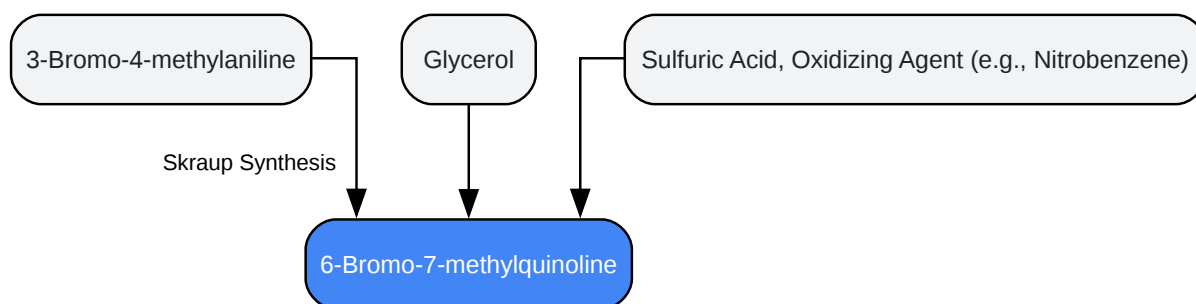 3-Bromo-4-methylaniline
Glycerol
Sulfuric Acid, Oxidizing Agent (e.g., Nitrobenzene)
Skraup Synthesis
6-Bromo-7-methylquinoline